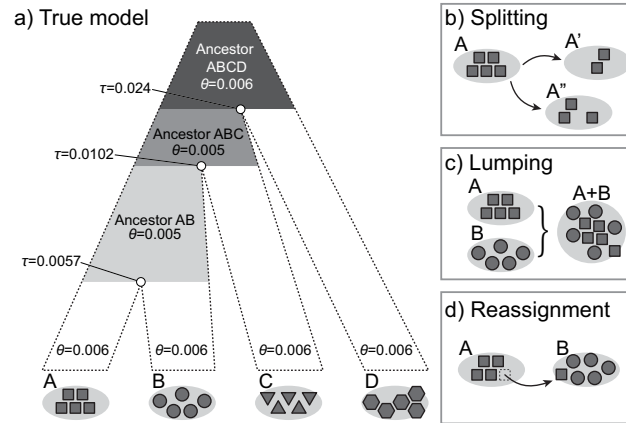 a) True model
Ancestor
ABCD
θ=0.006
τ=0.024
Ancestor ABC
θ=0.005
τ=0.0102
Ancestor AB
θ=0.005
τ=0.0057
θ=0.006
θ=0.006
θ=0.006
θ=0.006
A
B
C
D
b) Splitting
A
A'
A"
c) Lumping
A
A+B
B
d) Reassignment
A
B